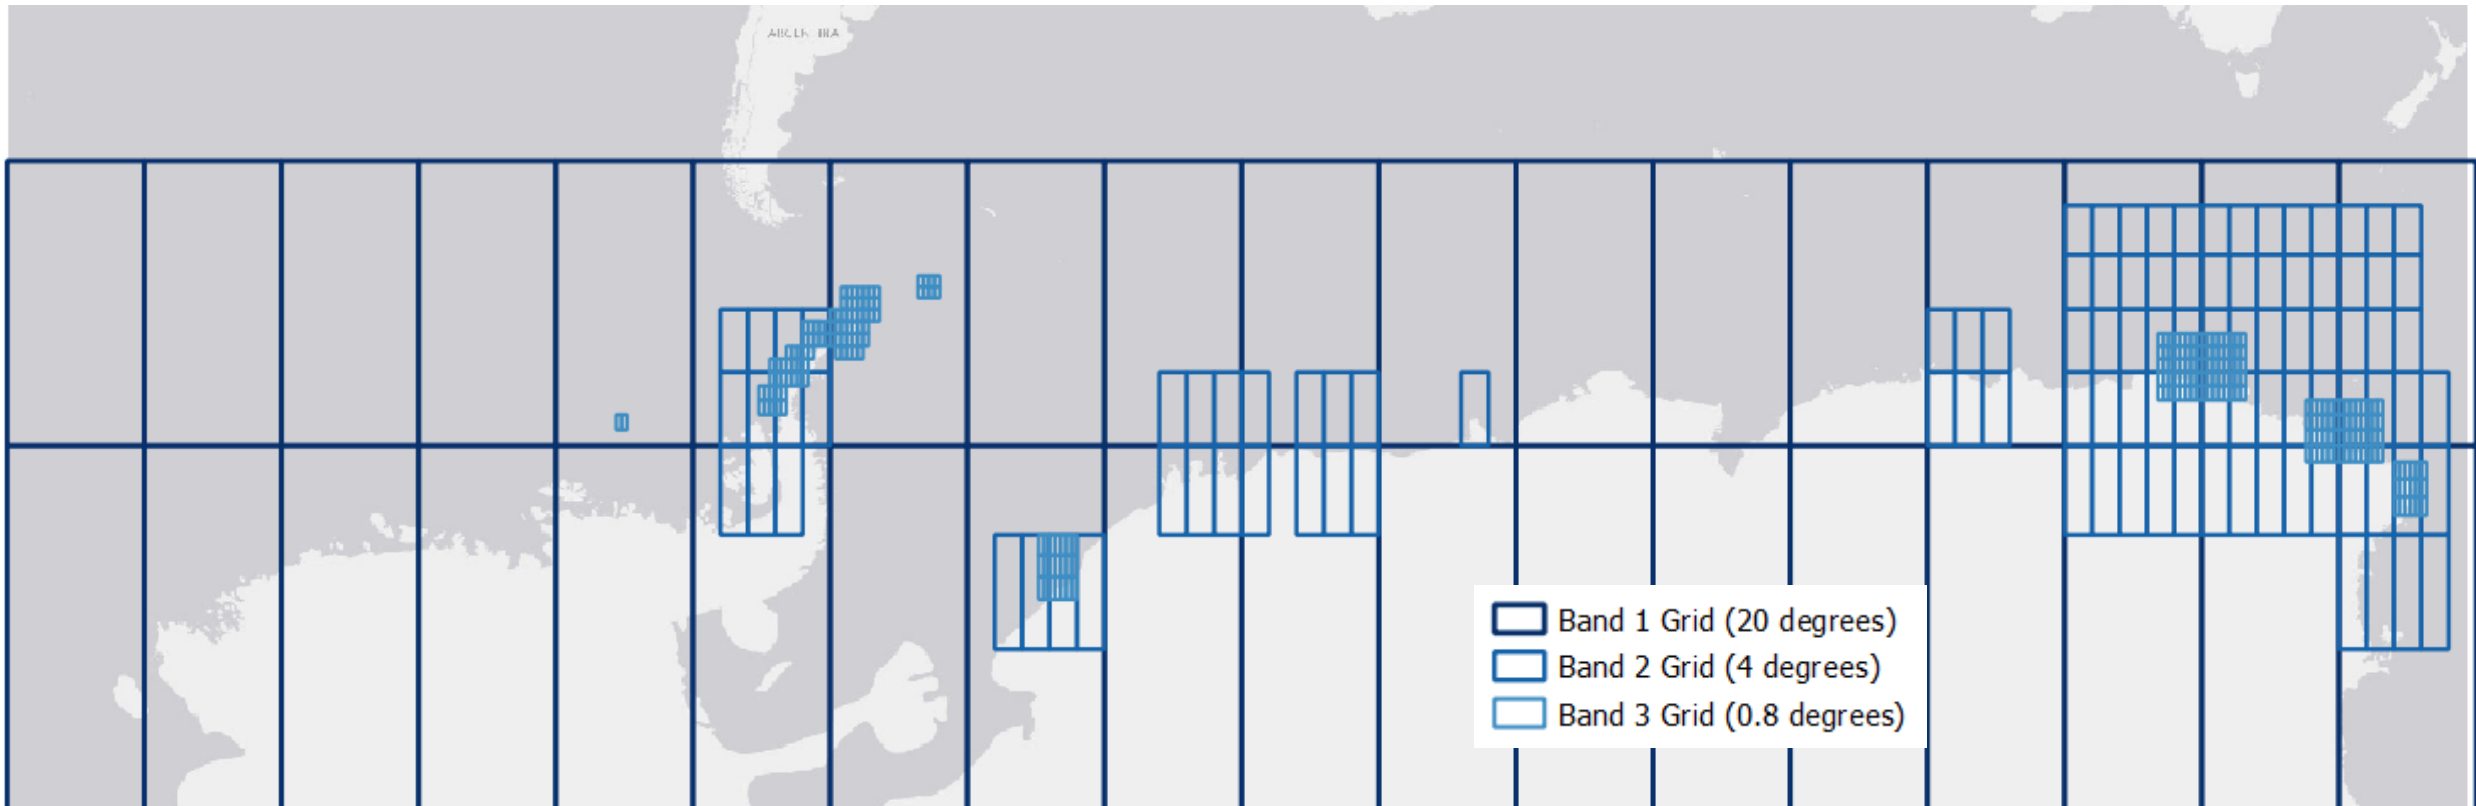 Band 1 Grid (20 degrees)
Band 2 Grid (4 degrees)
Band 3 Grid (0.8 degrees)